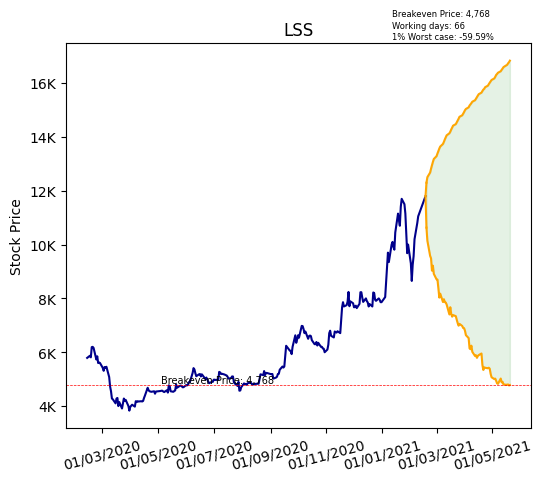 Breakeven Price: 4,768
Working days: 66
1% Worst case: -59.59%
LSS
Stock Price
16K
14K
12K
10K
8K
6K
4K
Breakeven Price: 4,768
01/03/2020
01/05/2020
01/07/2020
01/09/2020
01/11/2020
01/01/2021
01/03/2021
01/05/2021